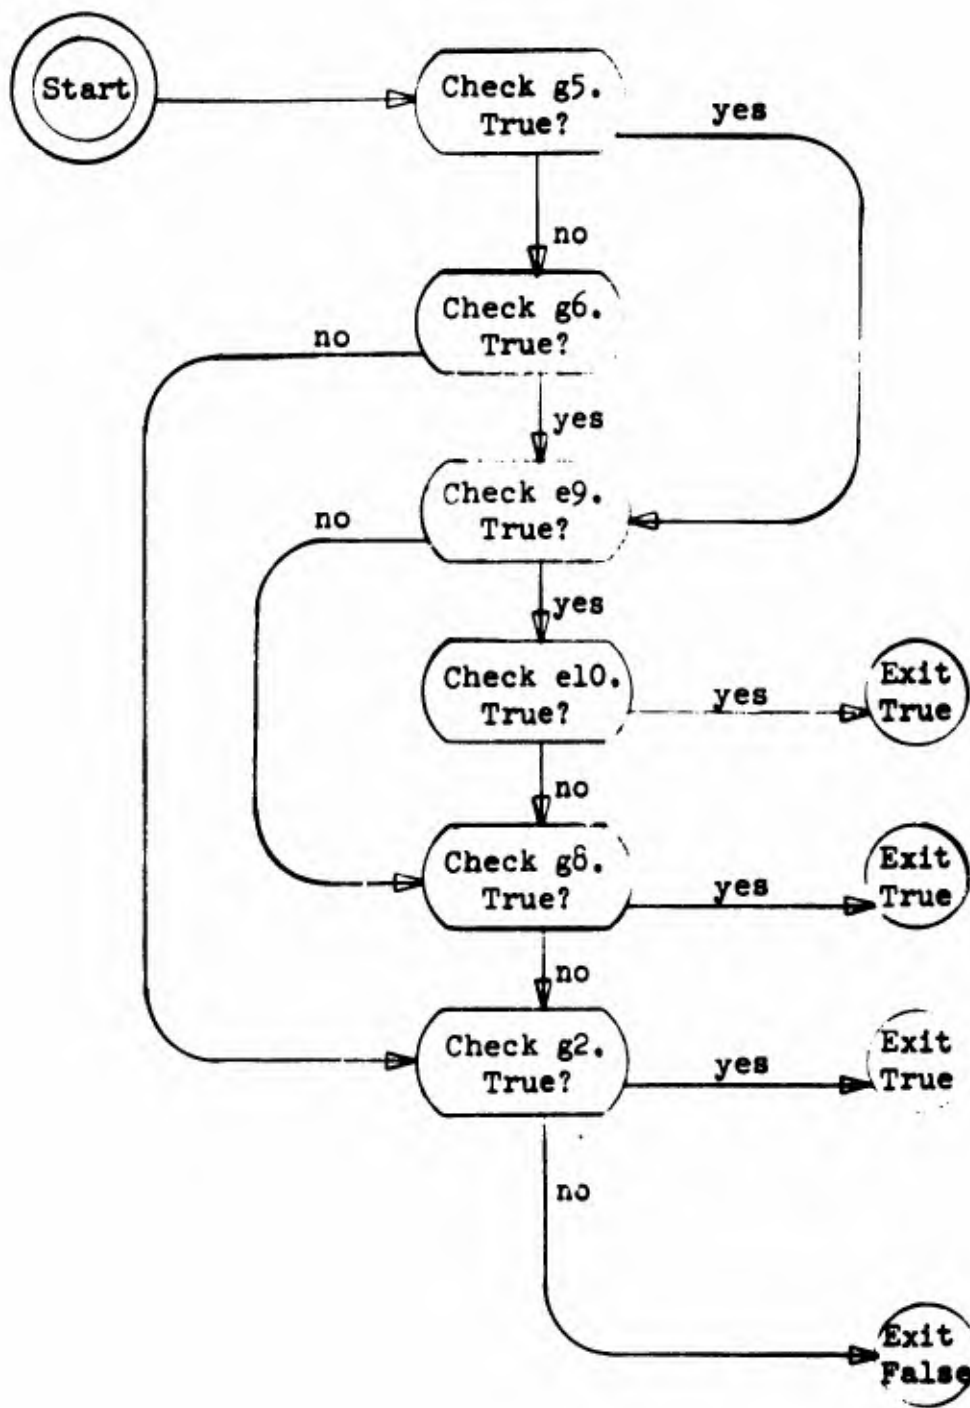 Start
Check g5.
True?
yes
no
Check g6.
True?
no
yes
Check e9.
True?
no
yes
Check e10.
True?
yes
Exit
True
no
Check g8.
True?
yes
Exit
True
no
Check g2.
True?
yes
Exit
True
no
Exit
False